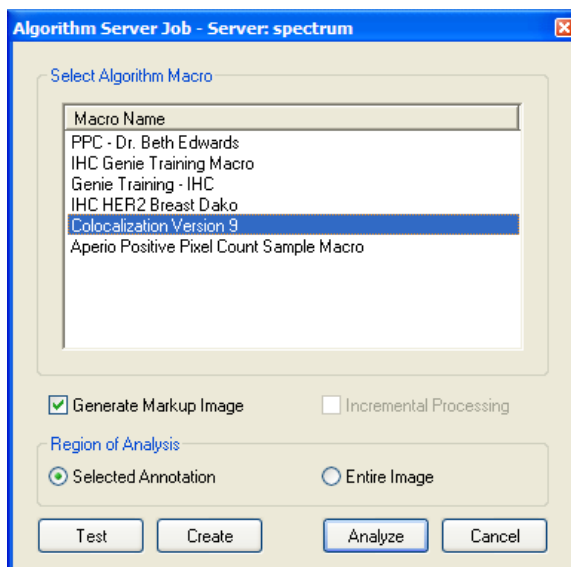 Algorithm Server Job - Server: spectrum
Select Algorithm Macro
Macro Name
PPC - Dr. Beth Edwards
IHC Genie Training Macro
Genie Training - IHC
IHC HER2 Breast Dako
Colocalization Version 9
Aperio Positive Pixel Count Sample Macro
Generate Markup Image Incremental Processing
Region of Analysis
Selected Annotation Entire Image
Test Create Analyze Cancel